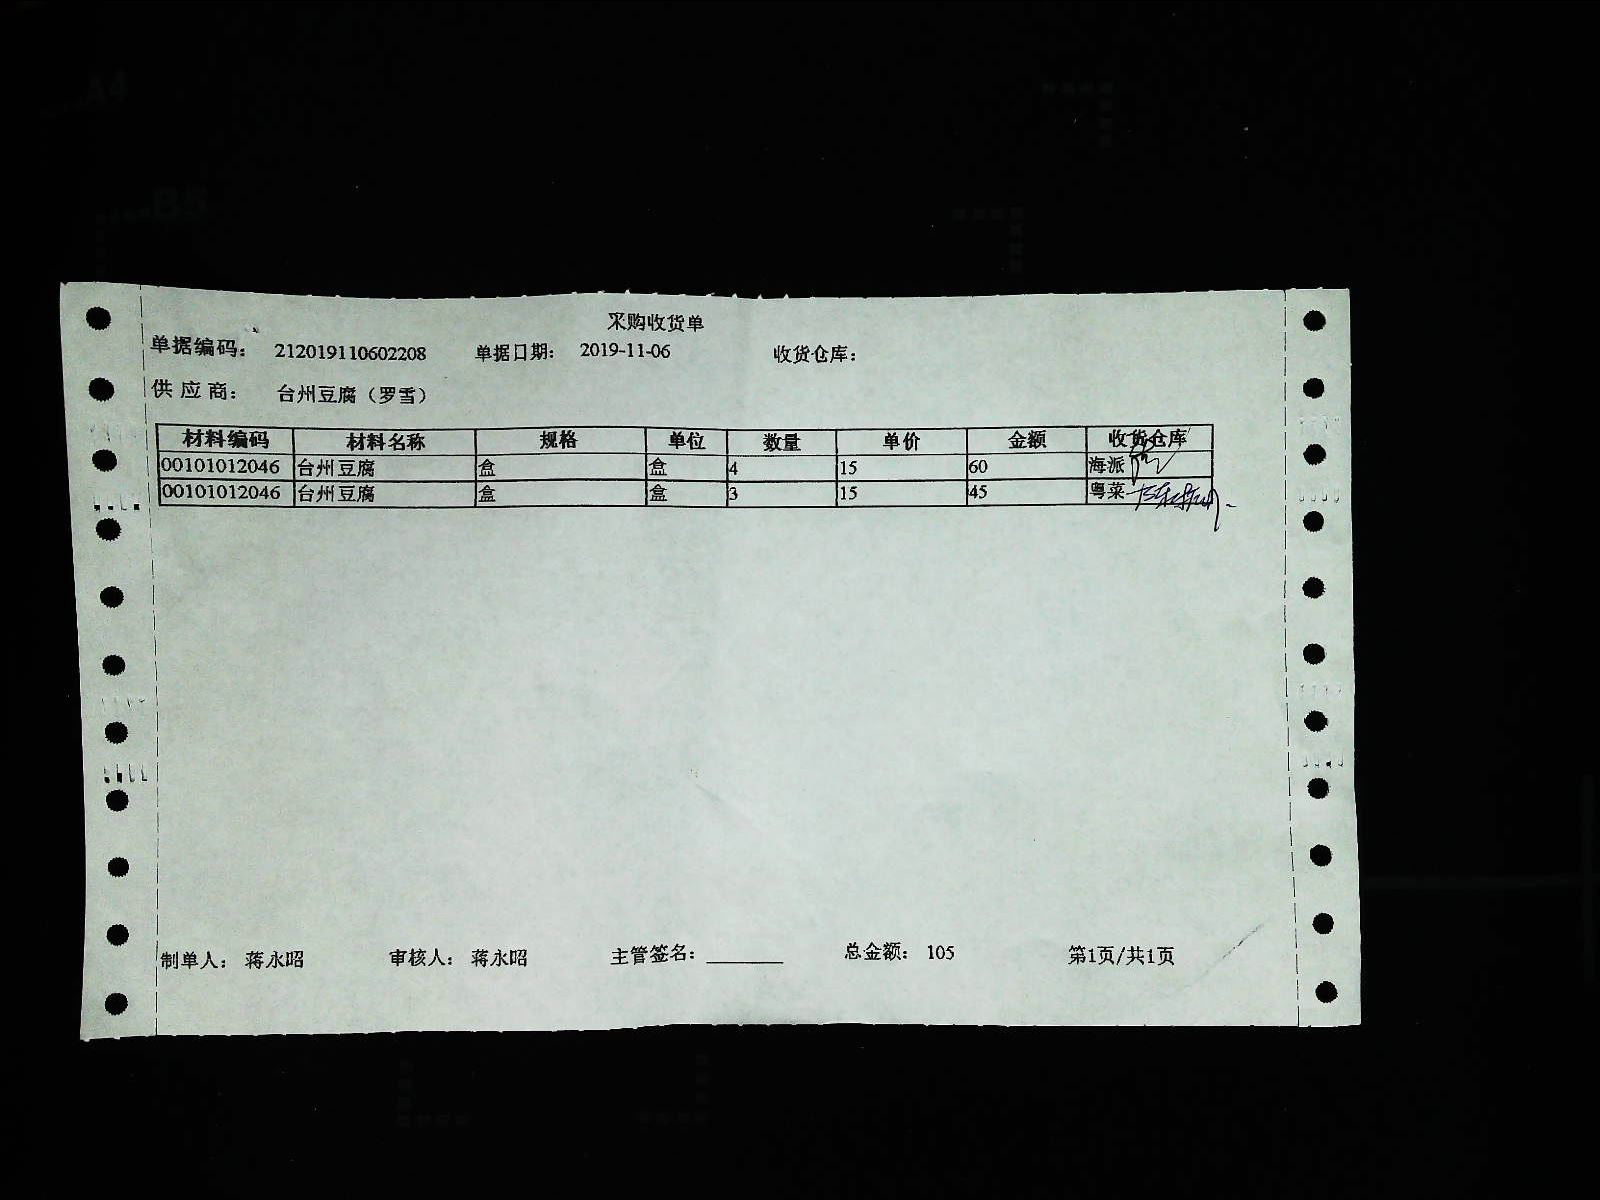 采购收货单
单据编码： 212019110602208 单据日期： 2019-11-06 收货仓库：
供 应 商： 台州豆腐（罗雪）
材料编码 材料名称 规格 单位 数量 单价 金额 收货仓库
00101012046 台州豆腐 盒 盒 4 15 60 海派
00101012046 台州豆腐 盒 盒 3 15 45 粤菜
制单人： 蒋永昭 审核人： 蒋永昭 主管签名：________ 总金额： 105 第1页/共1页